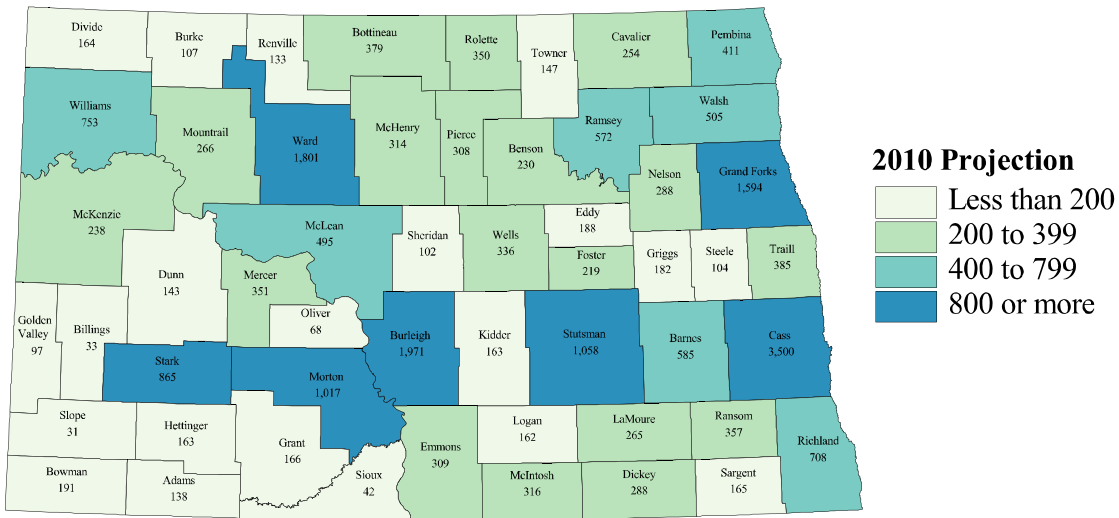 Divide
164
Burke
107
Renville
133
Bottineau
379
Rolette
350
Towner
147
Cavalier
254
Pembina
411
Williams
753
Mountrail
266
Ward
1,801
McHenry
314
Pierce
308
Benson
230
Ramsey
572
Walsh
505
Nelson
288
Grand Forks
1,594
McKenzie
238
McLean
495
Sheridan
102
Wells
336
Eddy
188
Foster
219
Griggs
182
Steele
104
Traill
385
Dunn
143
Mercer
351
Oliver
68
Golden
Valley
97
Billings
33
Stark
865
Morton
1,017
Burleigh
1,971
Kidder
163
Stutsman
1,058
Barnes
585
Cass
3,500
Slope
31
Hettinger
163
Grant
166
Bowman
191
Adams
138
Sioux
42
Emmons
309
Logan
162
McIntosh
316
LaMoure
265
Dickey
288
Ransom
357
Sargent
165
Richland
708
2010 Projection
Less than 200
200 to 399
400 to 799
800 or more